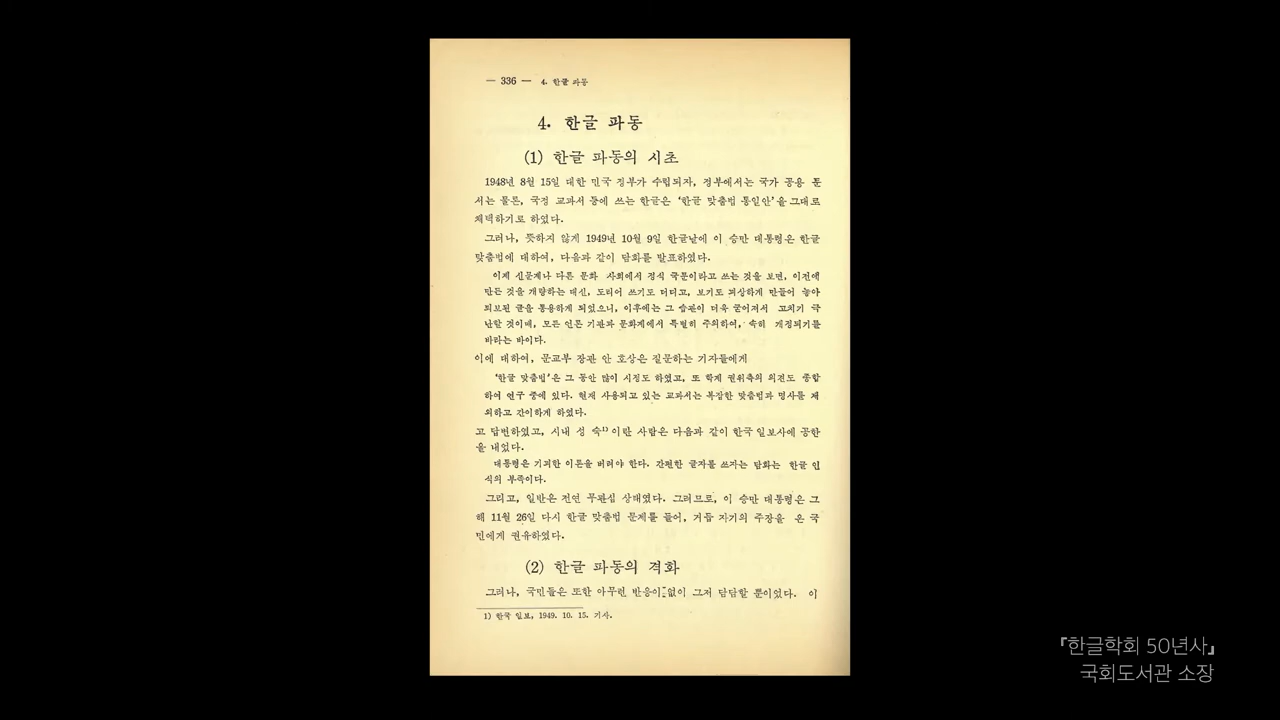 — 336 — 4. 한글 파동
4. 한글 파동
(1) 한글 파동의 시초
1948년 8월 15일 대한 민국 정부가 수립되자, 정부에서는 국가 공용 문
서는 물론, 국정 교과서 등에 쓰는 한글은 ‘한글 맞춤법 통일안’을 그대로
채택하기로 하였다.
그러나, 뜻하지 않게 1949년 10월 9일 한글날에 이 승만 대통령은 한글
맞춤법에 대하여, 다음과 같이 담화를 발표하였다.
이제 신문계나 다른 문화 사회에서 정식 국문이라고 쓰는 것을 보면, 이전에
만든 것을 개량하는 대신, 도리어 쓰기도 더디고, 보기도 괴상하게 만들어 놓아
퇴보된 글을 통용하게 되었으니, 이후에는 그 습관이 더욱 굳어져서 고치기 극
난할 것이매, 모든 언론 기관과 문화계에서 특별히 주의하여, 속히 개정되기를
바라는 바이다.
이에 대하여, 문교부 장관 안 호상은 질문하는 기자들에게
‘한글 맞춤법’은 그 동안 많이 시정도 하였고, 또 학계 권위측의 의견도 종합
하여 연구 중에 있다. 현재 사용되고 있는 교과서는 복잡한 맞춤법과 명사를 제
외하고 간이하게 하였다.
고 답변하였고, 시내 성 숙1)이란 사람은 다음과 같이 한국 일보사에 공한
을 내었다.
대통령은 기괴한 이론을 버려야 한다. 간편한 글자를 쓰자는 담화는 한글 인
식의 부족이다.
그리고, 일반은 전연 무관심 상태였다. 그러므로, 이 승만 대통령은 그
해 11월 26일 다시 한글 맞춤법 문제를 들어, 거듭 자기의 주장을 온 국
민에게 권유하였다.
(2) 한글 파동의 격화
그러나, 국민들은 또한 아무런 반응이 없이 그저 담담할 뿐이었다. 이
1) 한국 일보, 1949. 10. 15. 기사.
『한글학회 50년사』
국회도서관 소장